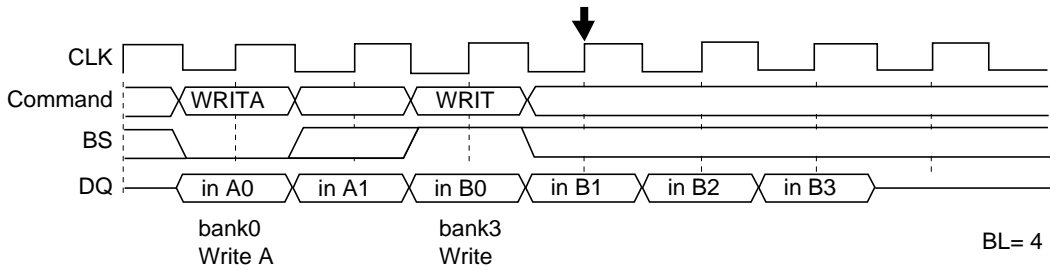 CLK
Command WRITA WRIT
BS
DQ in A0 in A1 in B0 in B1 in B2 in B3
bank0 bank3
Write A Write
BL= 4